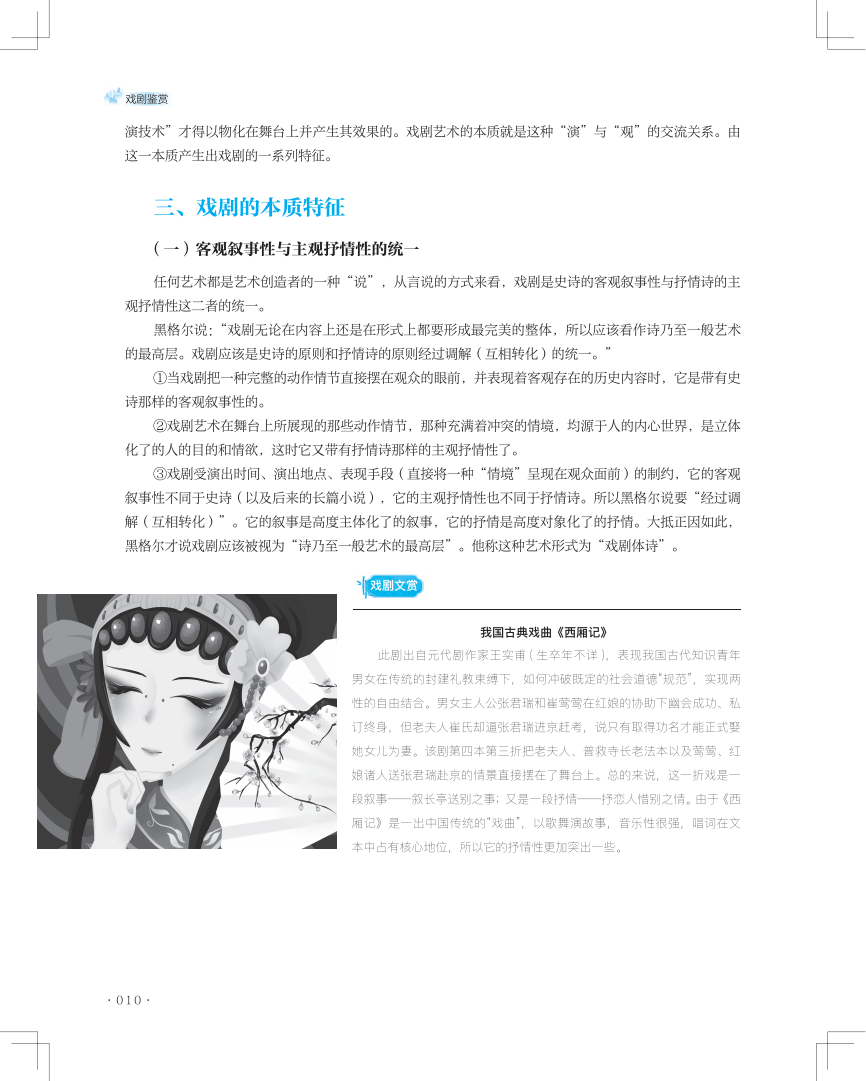 戏剧鉴赏
演技术”才得以物化在舞台上并产生其效果的。戏剧艺术的本质就是这种“演”与“观”的交流关系。由
这一本质产生出戏剧的一系列特征。
三、戏剧的本质特征
（一）客观叙事性与主观抒情性的统一
任何艺术都是艺术创造者的一种“说”，从言说的方式来看，戏剧是史诗的客观叙事性与抒情诗的主
观抒情性这二者的统一。
黑格尔说：“戏剧无论在内容上还是在形式上都要形成最完美的整体，所以应该看作诗乃至一般艺术
的最高层。戏剧应该是史诗的原则和抒情诗的原则经过调解（互相转化）的统一。”
①当戏剧把一种完整的动作情节直接摆在观众的眼前，并表现着客观存在的历史内容时，它是带有史
诗那样的客观叙事性的。
②戏剧艺术在舞台上所展现的那些动作情节，那种充满着冲突的情境，均源于人的内心世界，是立体
化了的人的目的和情欲，这时它又带有抒情诗那样的主观抒情性了。
③戏剧受演出时间、演出地点、表现手段（直接将一种“情境”呈现在观众面前）的制约，它的客观
叙事性不同于史诗（以及后来的长篇小说），它的主观抒情性也不同于抒情诗。所以黑格尔说要“经过调
解（互相转化）”。它的叙事是高度主体化了的叙事，它的抒情是高度对象化了的抒情。大抵正因如此，
黑格尔才说戏剧应该被视为“诗乃至一般艺术的最高层”。他称这种艺术形式为“戏剧体诗”。
戏剧文赏
我国古典戏曲《西厢记》
此剧出自元代剧作家王实甫（生卒年不详），表现我国古代知识青年
男女在传统的封建礼教束缚下，如何冲破既定的社会道德“规范”，实现两
性的自由结合。男女主人公张君瑞和崔莺莺在红娘的协助下幽会成功、私
订终身，但老夫人崔氏却逼张君瑞进京赶考，说只有取得功名才能正式娶
她女儿为妻。该剧第四本第三折把老夫人、普救寺长老法本以及莺莺、红
娘诸人送张君瑞赴京的情景直接摆在了舞台上。总的来说，这一折戏是一
段叙事——叙长亭送别之事；又是一段抒情——抒恋人惜别之情。由于《西
厢记》是一出中国传统的“戏曲”，以歌舞演故事，音乐性很强，唱词在文
本中占有核心地位，所以它的抒情性更加突出一些。
·010·